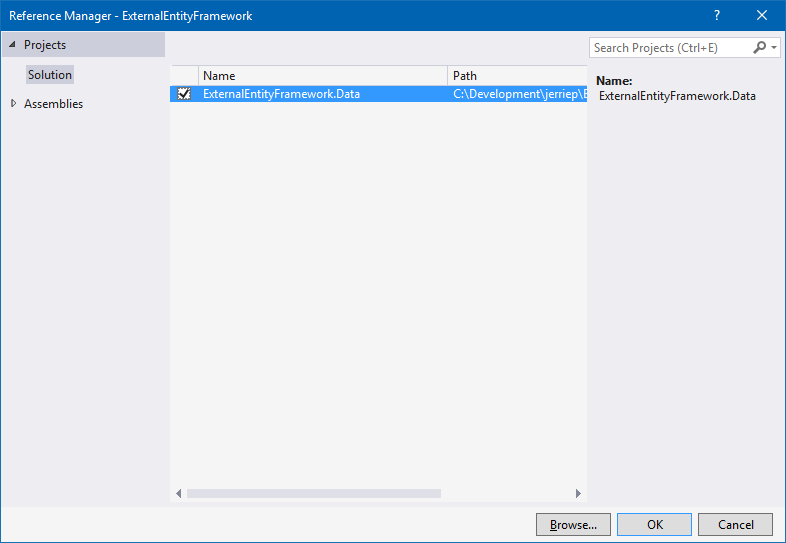 Reference Manager - ExternalEntityFramework
?
Projects
Solution
Assemblies
Search Projects (Ctrl+E)
Name Path
ExternalEntityFramework.Data C:\Development\jerriep\E
Name:
ExternalEntityFramework.Data
Browse... OK Cancel